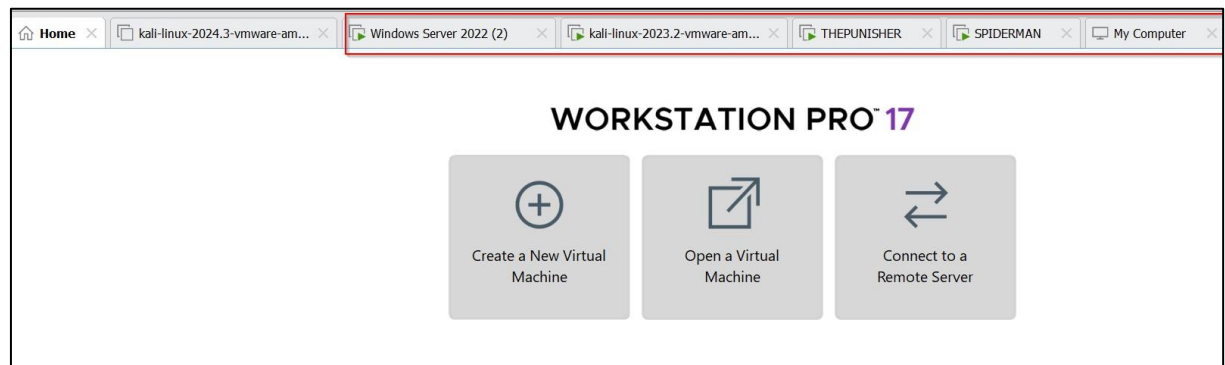 Home kali-linux-2024.3-vmware-am... Windows Server 2022 (2) kali-linux-2023.2-vmware-am... THEPUNISHER SPIDERMAN My Computer
WORKSTATION PRO™ 17
Create a New Virtual Machine
Open a Virtual Machine
Connect to a Remote Server